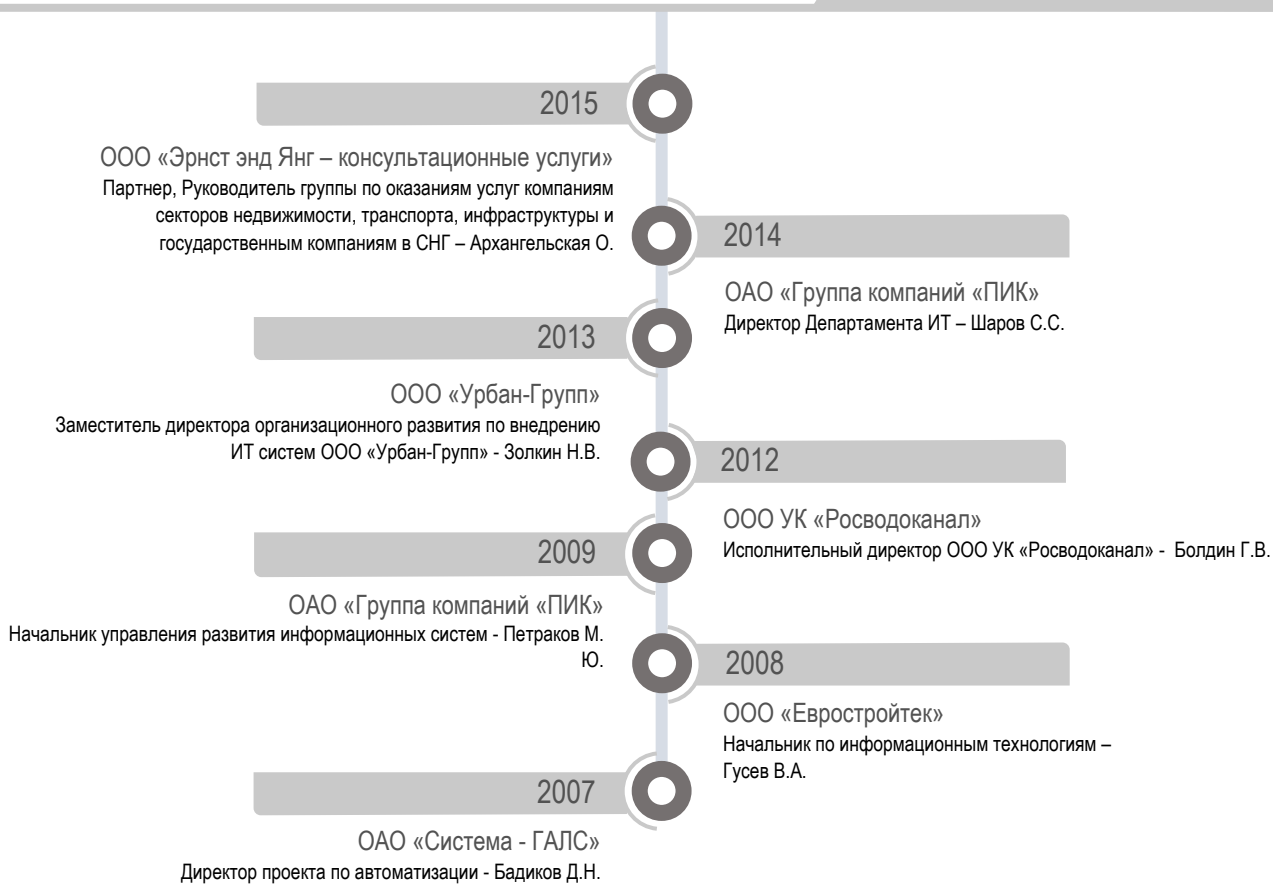 2015
ООО «Эрнст энд Янг – консультационные услуги»
Партнер, Руководитель группы по оказаниям услуг компаниям
секторов недвижимости, транспорта, инфраструктуры и
государственным компаниям в СНГ – Архангельская О.
2014
ОАО «Группа компаний «ПИК»
Директор Департамента ИТ – Шаров С.С.
2013
ООО «Урбан-Групп»
Заместитель директора организационного развития по внедрению
ИТ систем ООО «Урбан-Групп» - Золкин Н.В.
2012
ООО УК «Росводоканал»
Исполнительный директор ООО УК «Росводоканал» - Болдин Г.В.
2009
ОАО «Группа компаний «ПИК»
Начальник управления развития информационных систем - Петраков М.
Ю.
2008
ООО «Евростройтек»
Начальник по информационным технологиям –
Гусев В.А.
2007
ОАО «Система - ГАЛС»
Директор проекта по автоматизации - Бадиков Д.Н.